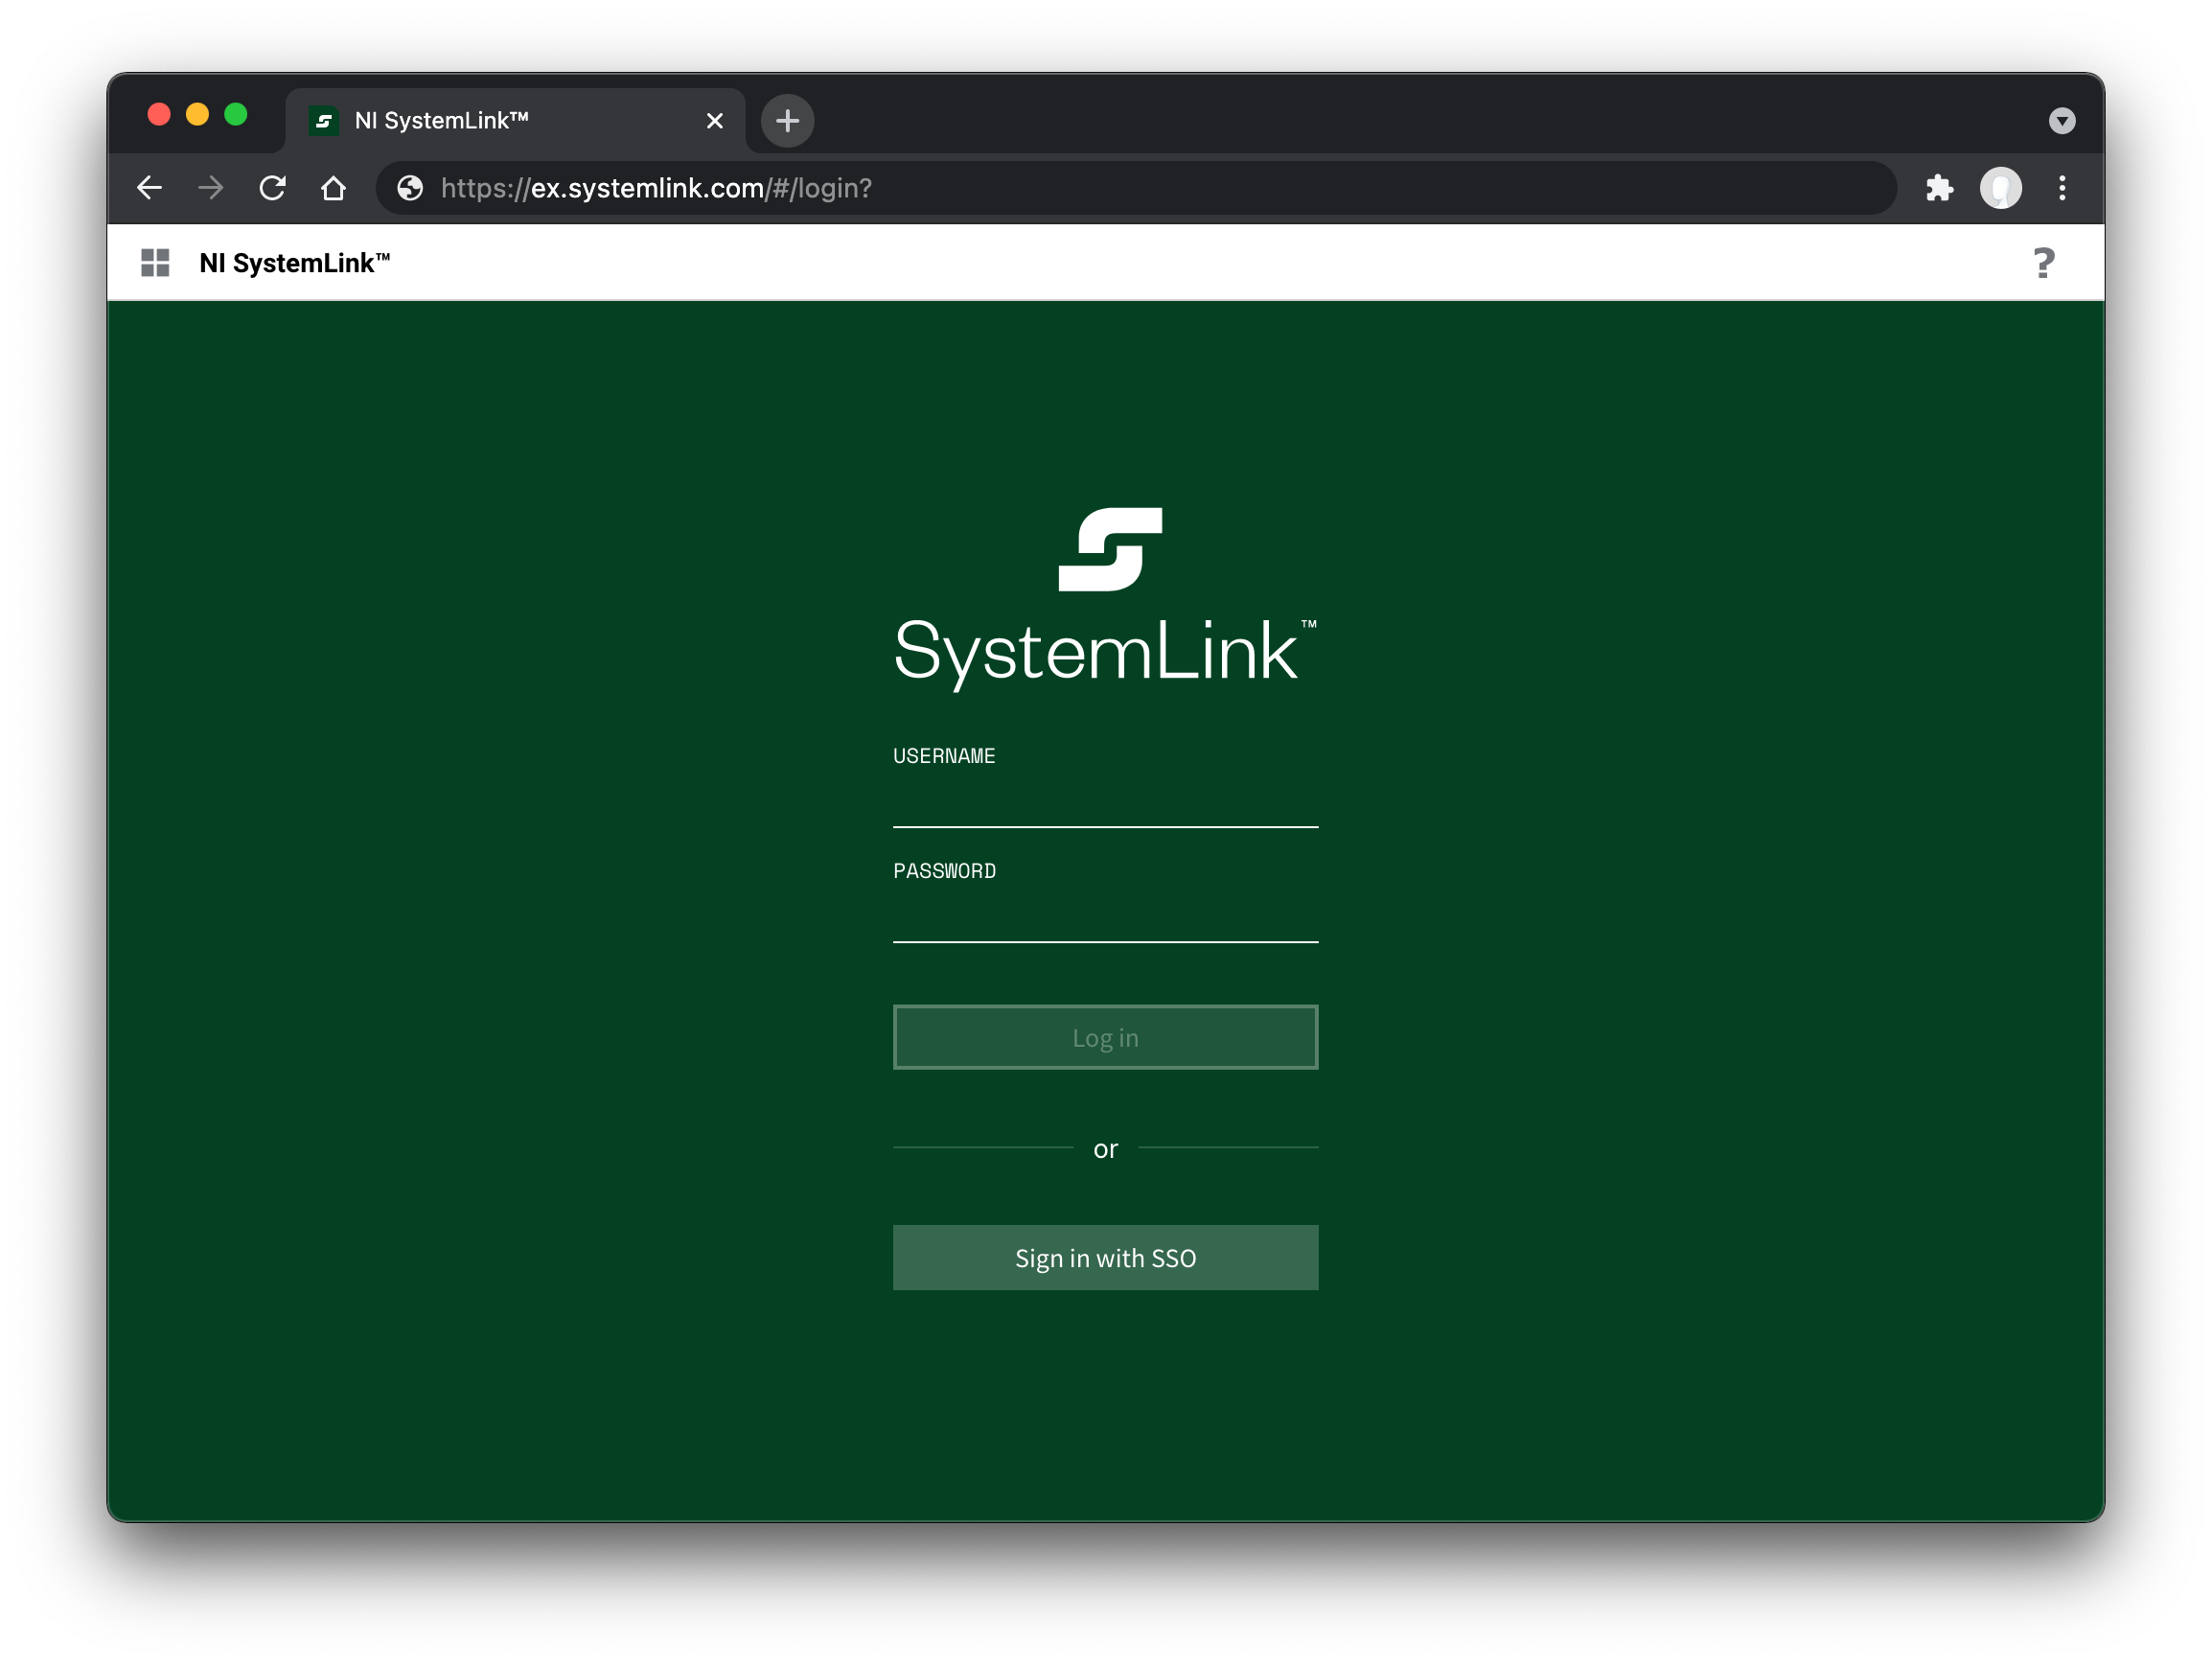 NI SystemLink™
https://ex.systemlink.com/#/login?
NI SystemLink™
?
SystemLink™
USERNAME
PASSWORD
Log in
or
Sign in with SSO